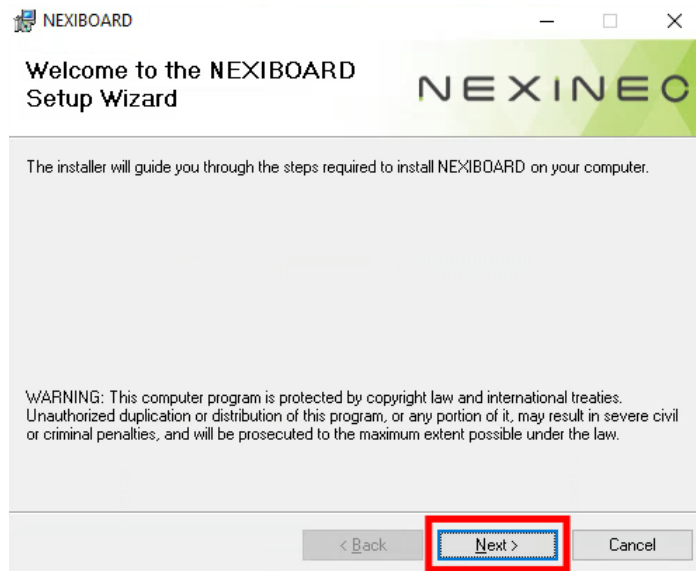 NEXIBOARD
Welcome to the NEXIBOARD
Setup Wizard
NEXINEO
The installer will guide you through the steps required to install NEXIBOARD on your computer.
WARNING: This computer program is protected by copyright law and international treaties.
Unauthorized duplication or distribution of this program, or any portion of it, may result in severe civil
or criminal penalties, and will be prosecuted to the maximum extent possible under the law.
< Back
Next >
Cancel